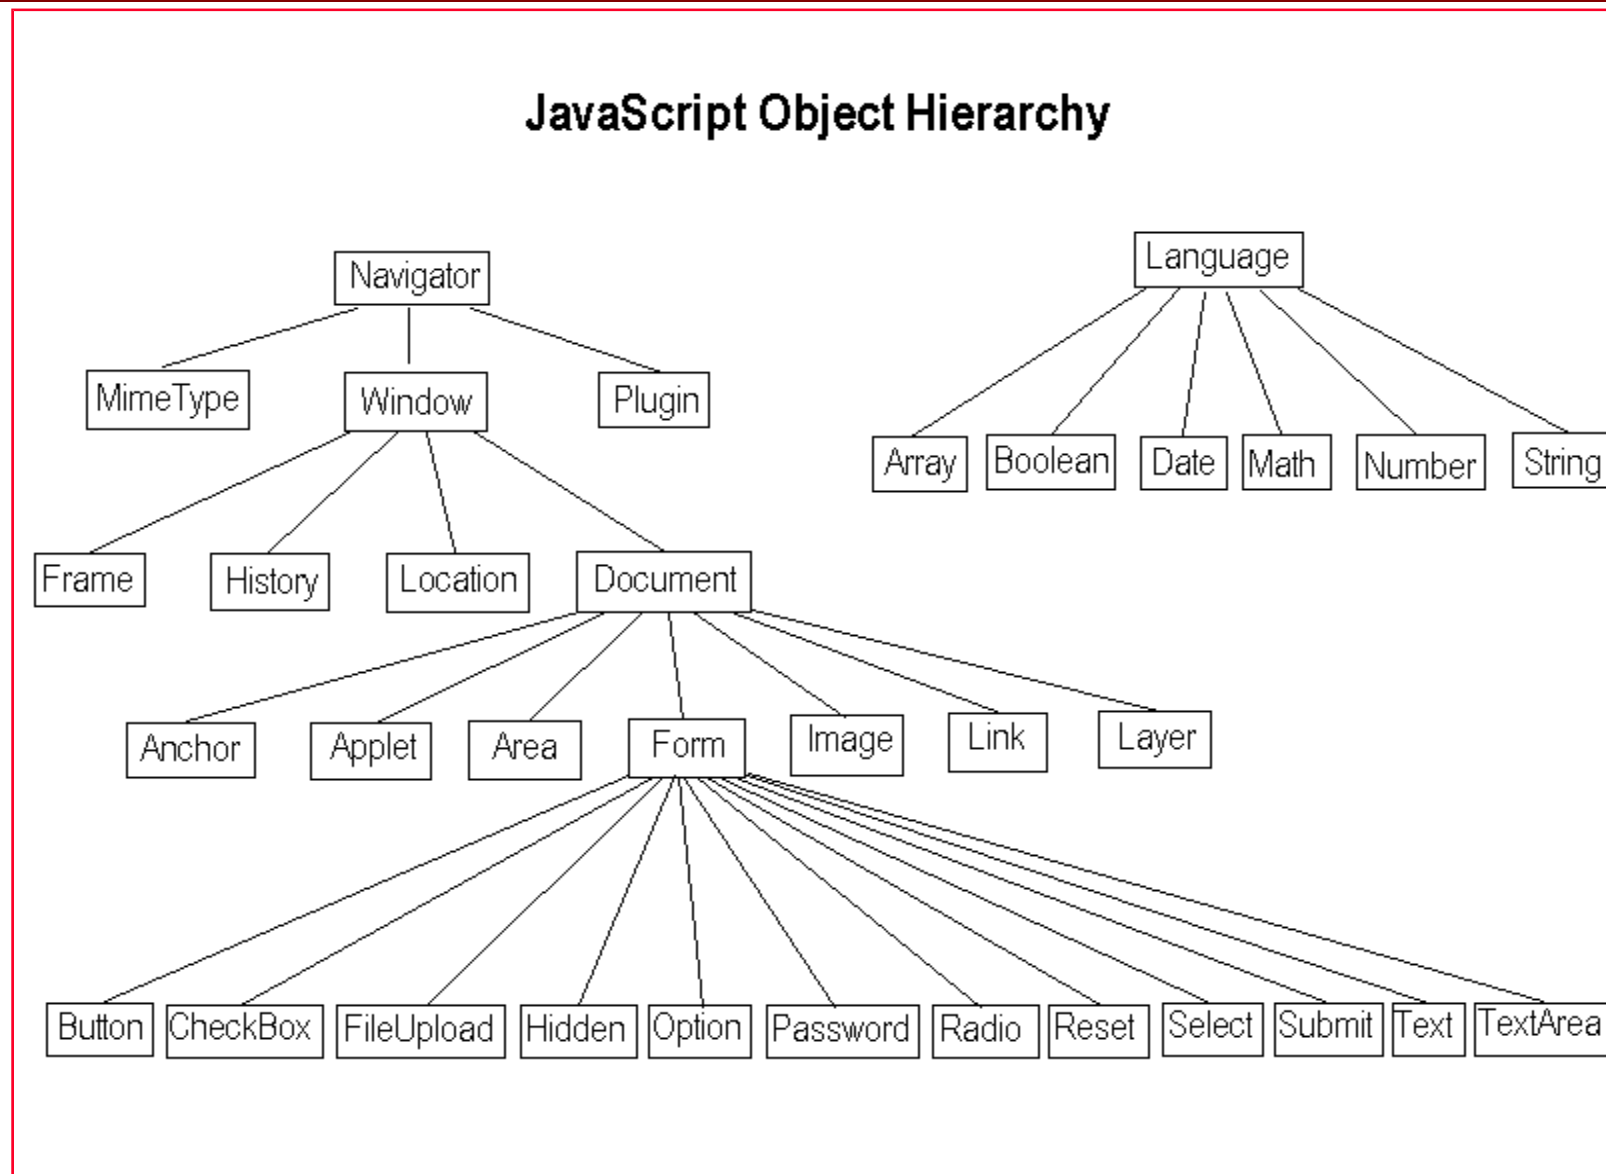 JavaScript Object Hierarchy
Navigator
Language
MimeType
Window
Plugin
Array
Boolean
Date
Math
Number
String
Frame
History
Location
Document
Anchor
Applet
Area
Form
Image
Link
Layer
Button
CheckBox
FileUpload
Hidden
Option
Password
Radio
Reset
Select
Submit
Text
TextArea